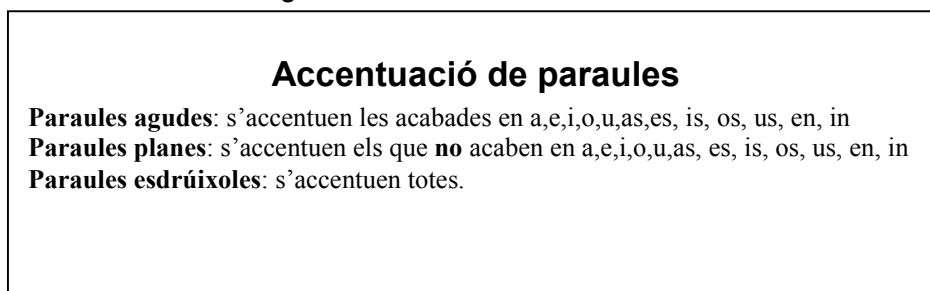 Accentuació de paraules
Paraules agudes: s’accentuen les acabades en a,e,i,o,u,as,es, is, os, us, en, in
Paraules planes: s’accentuen els que no acaben en a,e,i,o,u,as, es, is, os, us, en, in
Paraules esdrúixoles: s’accentuen totes.